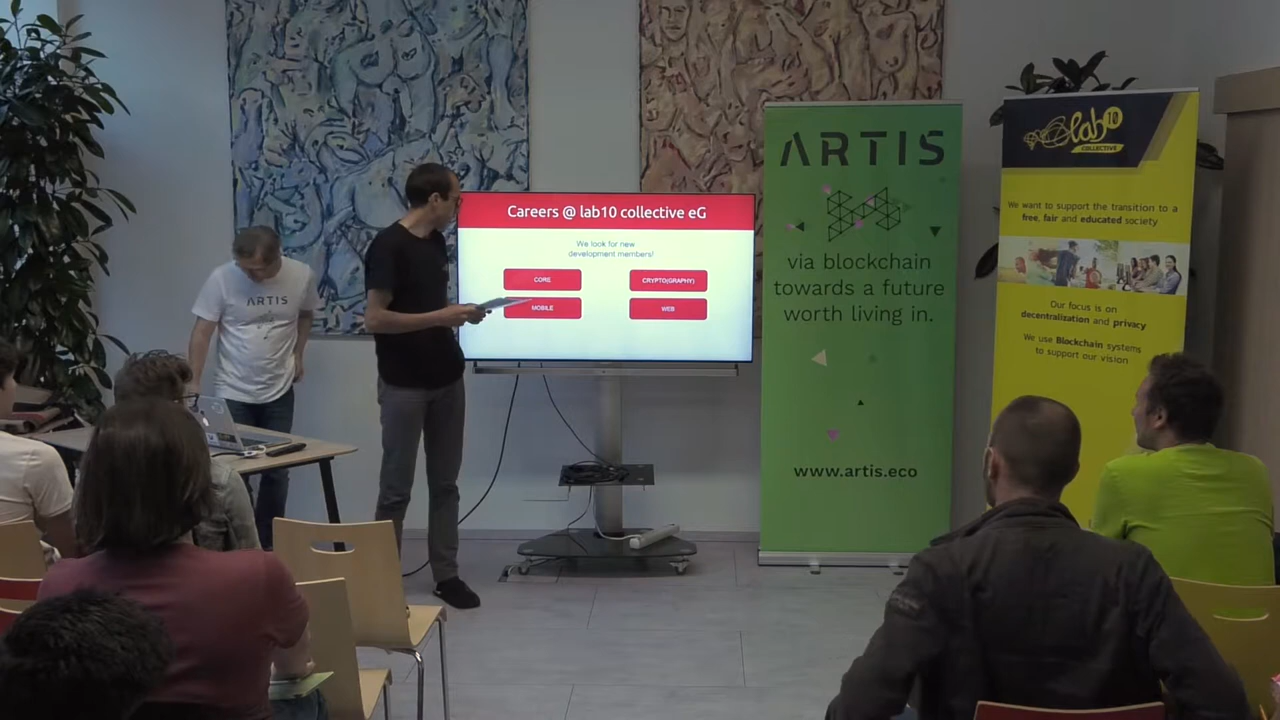 Careers @ lab10 collective eG
We look for new
development members!
CORE
CRYPTO(GRAPHY)
MOBILE
WEB
ARTIS
ARTIS
via blockchain
towards a future
worth living in.
www.artis.eco
lab10
COLLECTIVE
We want to support the transition to a
free, fair and educated society
Our focus is on
decentralization and privacy
We use Blockchain systems
to support our vision